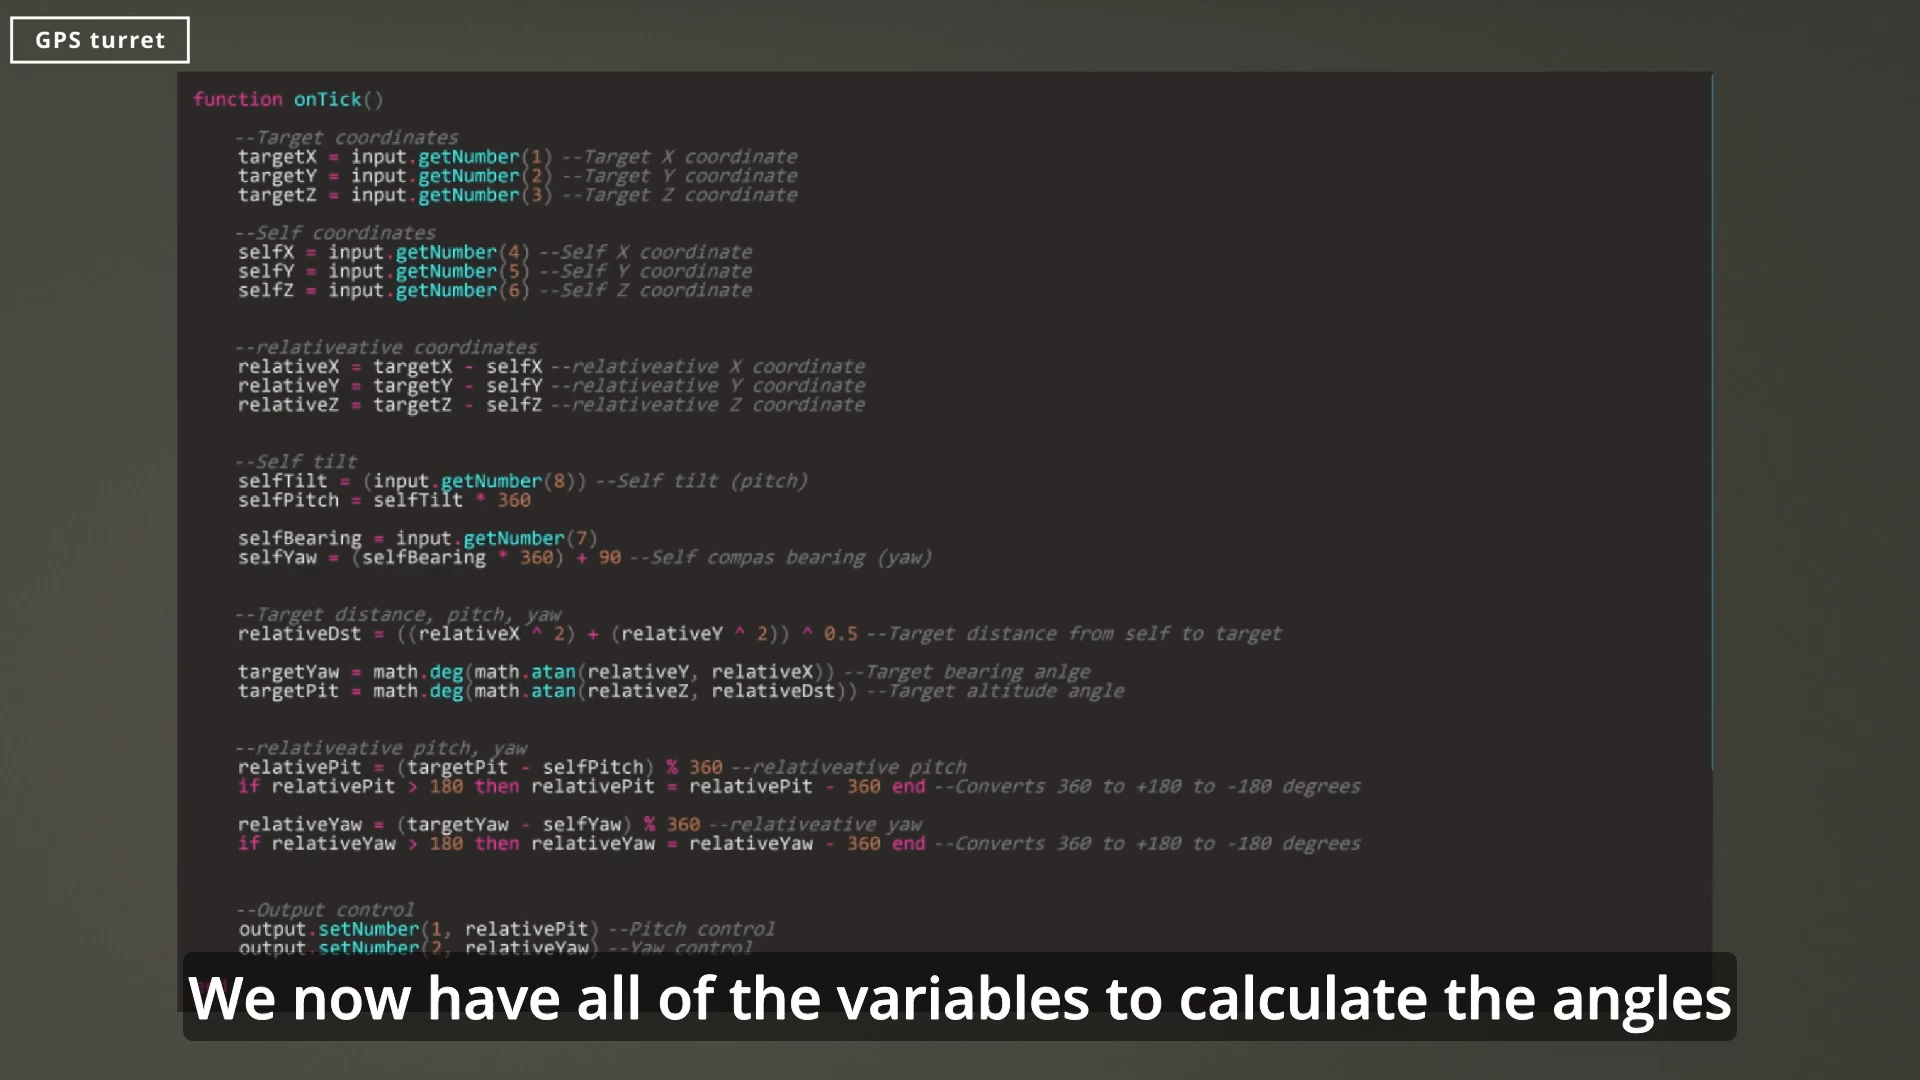 GPS turret
function onTick()
--Target coordinates
targetX = input.getNumber(1) --Target X coordinate
targetY = input.getNumber(2) --Target Y coordinate
targetZ = input.getNumber(3) --Target Z coordinate
--Self coordinates
selfX = input.getNumber(4) --Self X coordinate
selfY = input.getNumber(5) --Self Y coordinate
selfZ = input.getNumber(6) --Self Z coordinate
--relativeative coordinates
relativeX = targetX - selfX --relativeative X coordinate
relativeY = targetY - selfY --relativeative Y coordinate
relativeZ = targetZ - selfZ --relativeative Z coordinate
--Self tilt
selfTilt = (input.getNumber(8)) --Self tilt (pitch)
selfPitch = selfTilt * 360
selfBearing = input.getNumber(7)
selfYaw = (selfBearing * 360) + 90 --Self compas bearing (yaw)
--Target distance, pitch, yaw
relativeDst = ((relativeX ^ 2) + (relativeY ^ 2)) ^ 0.5 --Target distance from self to target
targetYaw = math.deg(math.atan(relativeY, relativeX)) --Target bearing anlge
targetPit = math.deg(math.atan(relativeZ, relativeDst)) --Target altitude angle
--relativeative pitch, yaw
relativePit = (targetPit - selfPitch) % 360 --relativeative pitch
if relativePit > 180 then relativePit = relativePit - 360 end --Converts 360 to +180 to -180 degrees
relativeYaw = (targetYaw - selfYaw) % 360 --relativeative yaw
if relativeYaw > 180 then relativeYaw = relativeYaw - 360 end --Converts 360 to +180 to -180 degrees
--Output control
output.setNumber(1, relativePit) --Pitch control
output.setNumber(2, relativeYaw) --Yaw control
We now have all of the variables to calculate the angles